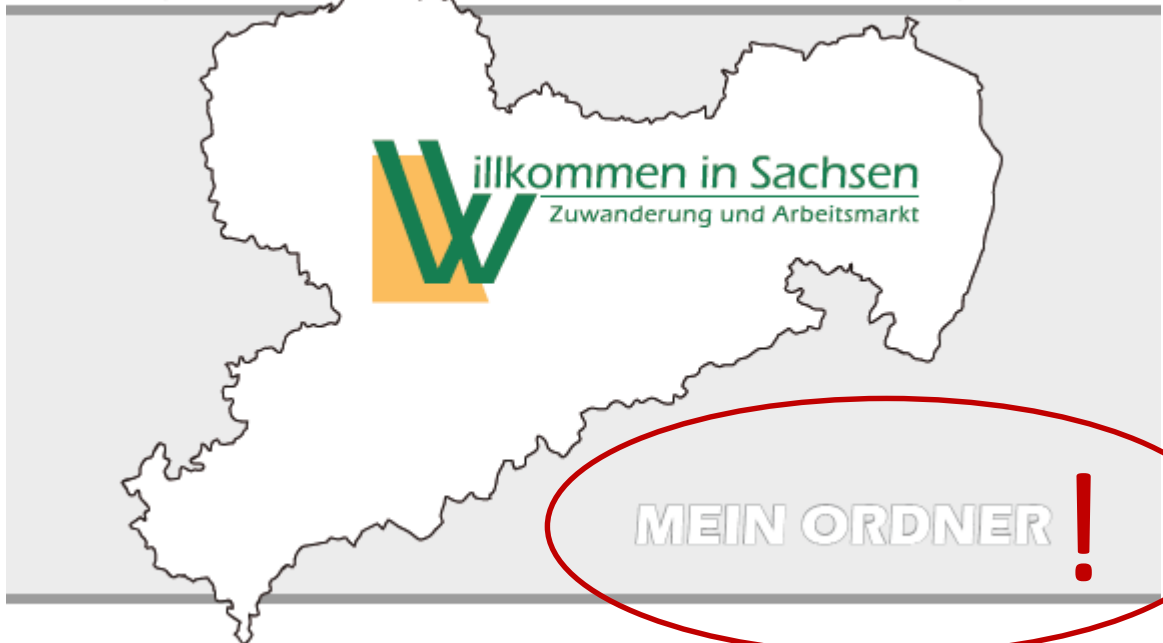 Willkommen in Sachsen
Zuwanderung und Arbeitsmarkt
MEIN ORDNER !